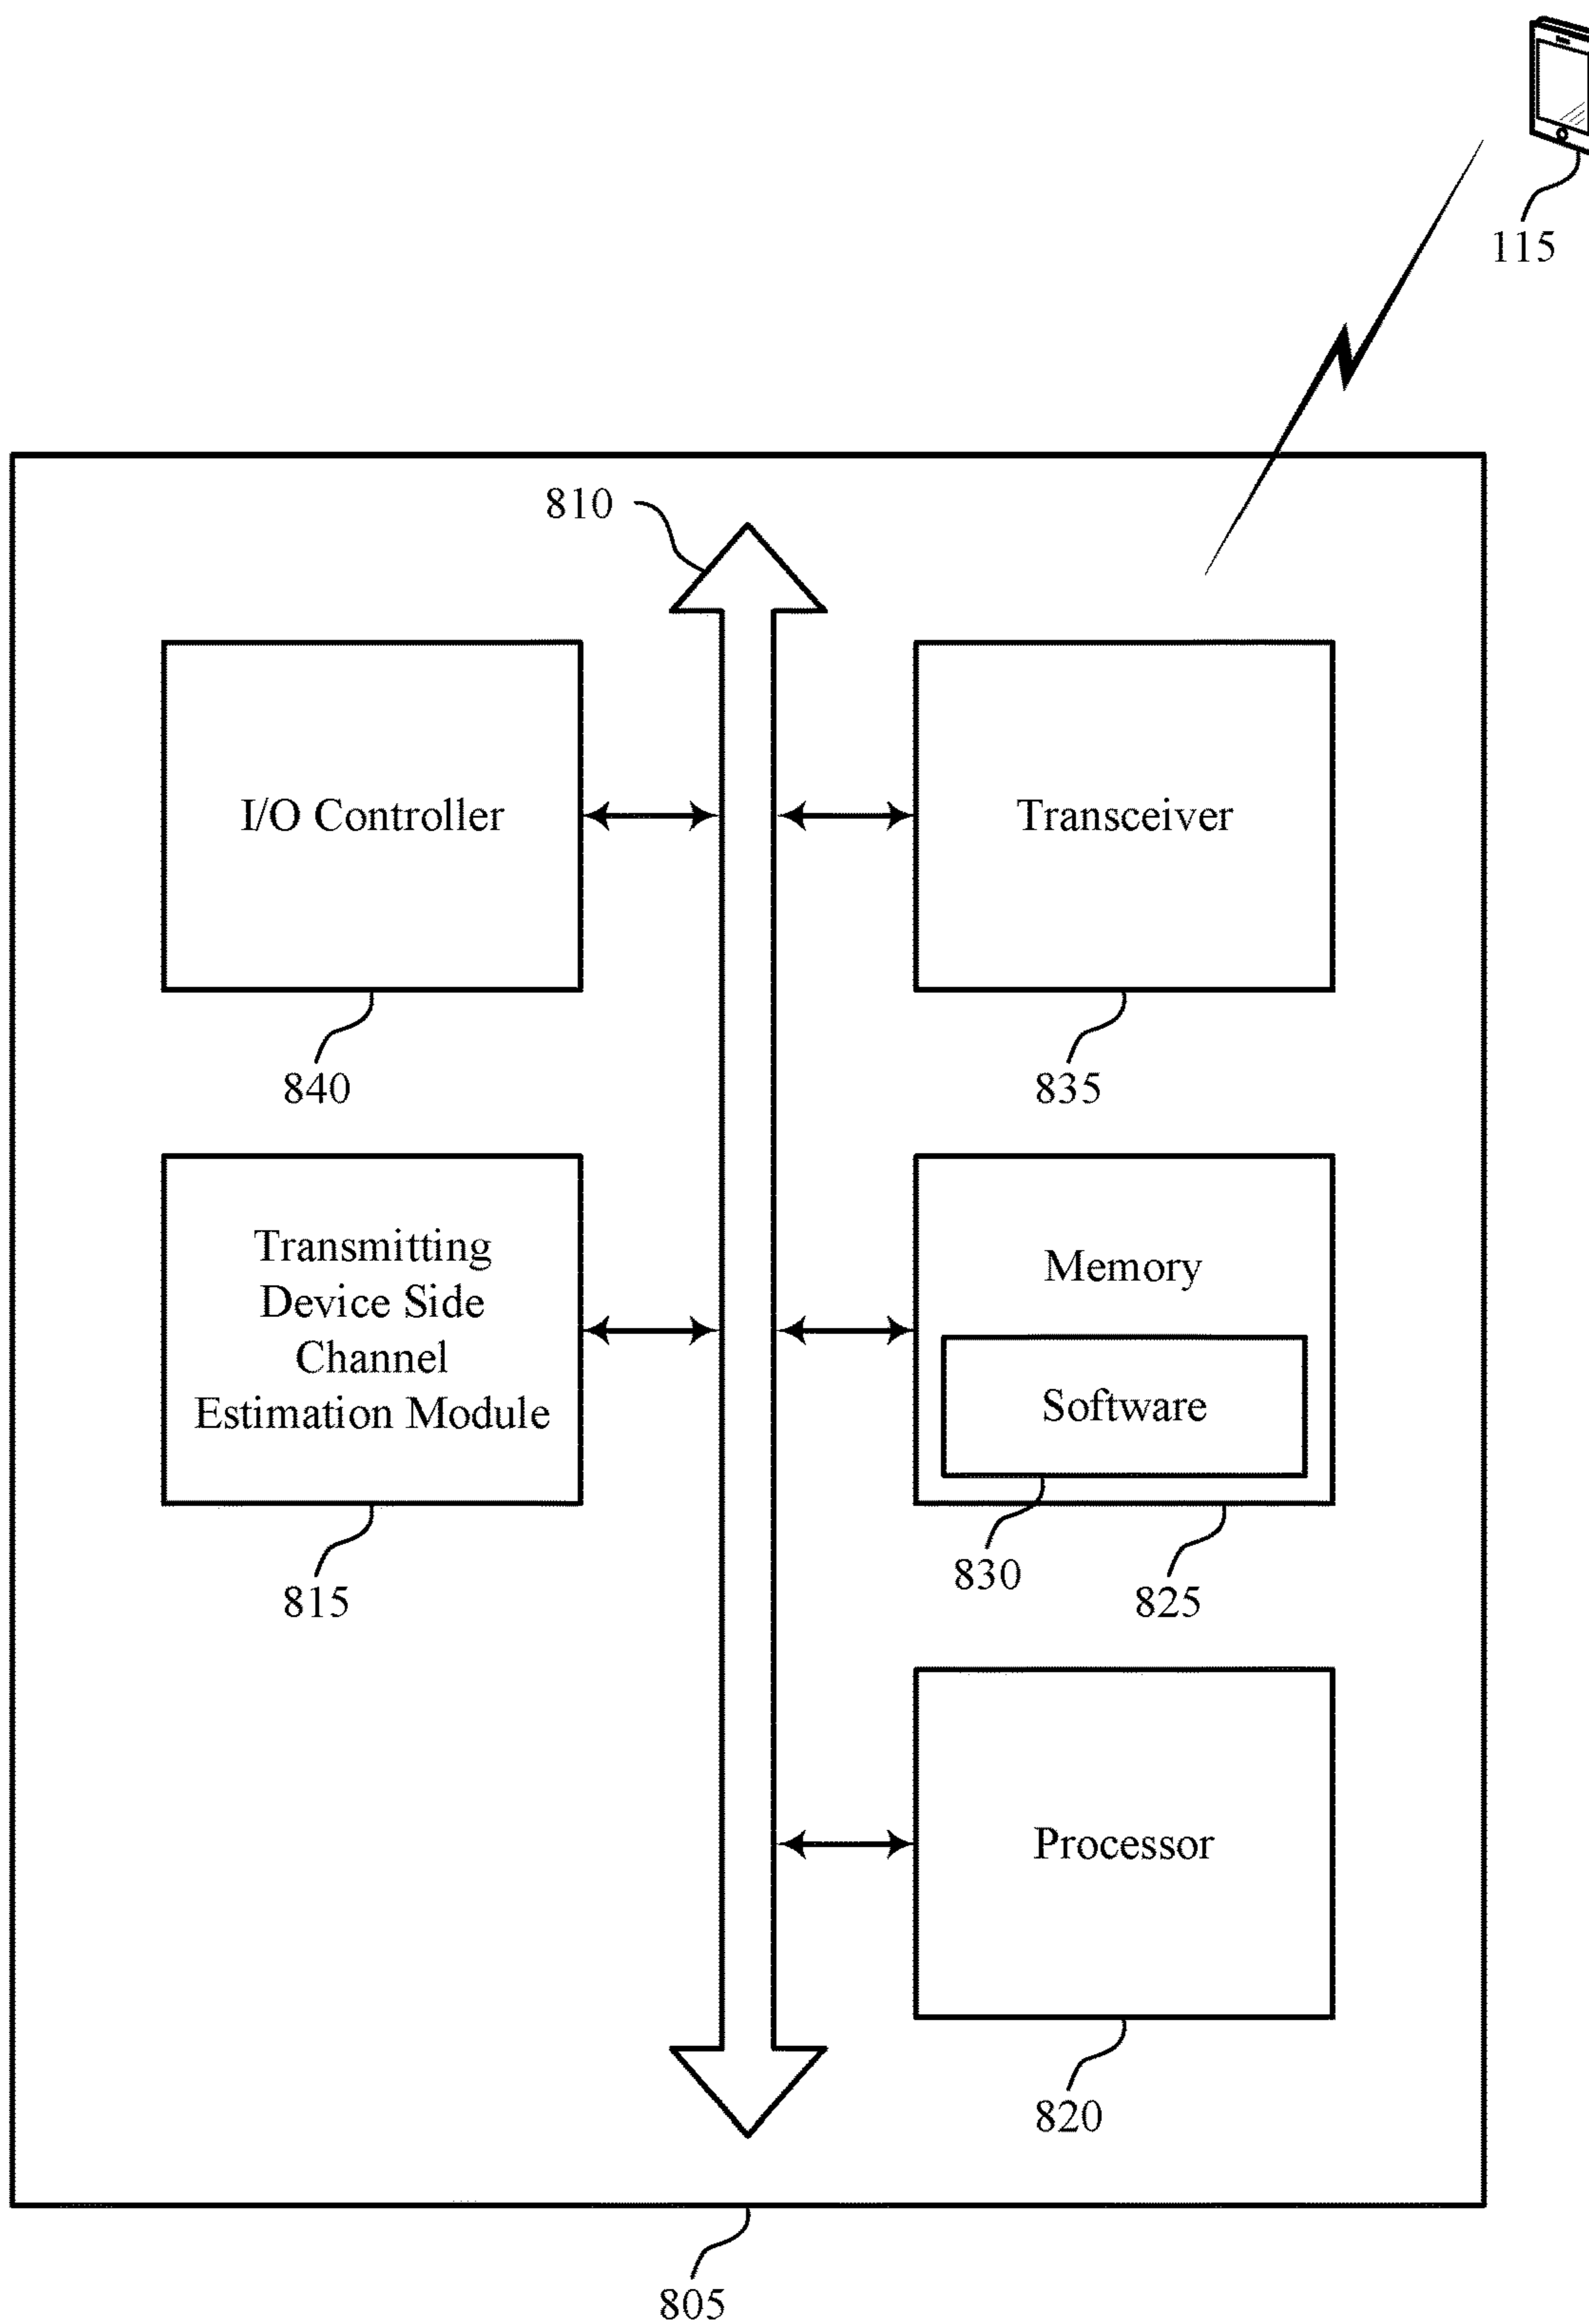 115
810
I/O Controller
Transceiver
840
835
Transmitting
Device Side
Channel
Estimation Module
Memory
Software
830
825
815
Processor
820
805